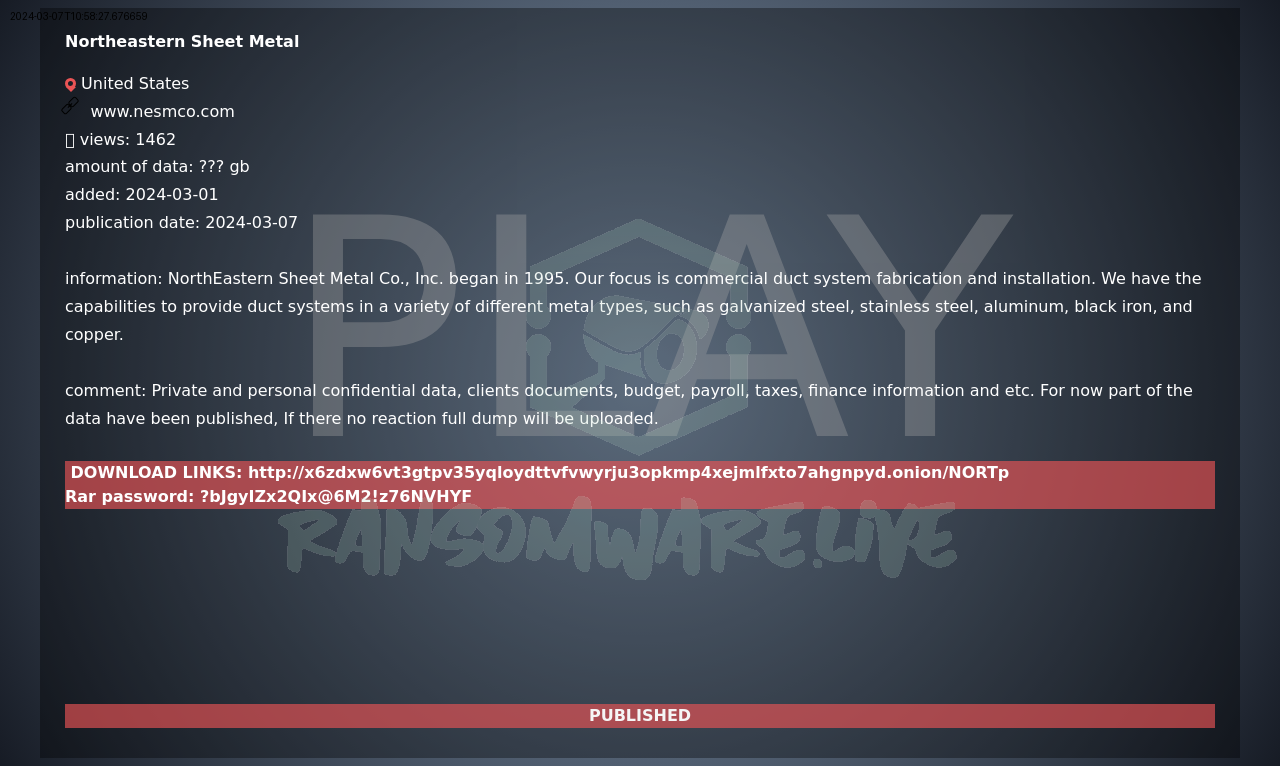 2024-03-07T10:58:27.676659
Northeastern Sheet Metal
United States
www.nesmco.com
views: 1462
amount of data: ??? gb
added: 2024-03-01
publication date: 2024-03-07
PLAY
information: NorthEastern Sheet Metal Co., Inc. began in 1995. Our focus is commercial duct system fabrication and installation. We have the
capabilities to provide duct systems in a variety of different metal types, such as galvanized steel, stainless steel, aluminum, black iron, and
copper.
comment: Private and personal confidential data, clients documents, budget, payroll, taxes, finance information and etc. For now part of the
data have been published, If there no reaction full dump will be uploaded.
DOWNLOAD LINKS: http://x6zdxw6vt3gtpv35yqloydttvfvwyrju3opkmp4xejmlfxto7ahgnpyd.onion/NORTp
Rar password:
RANSOMWARE.LIVE
PUBLISHED